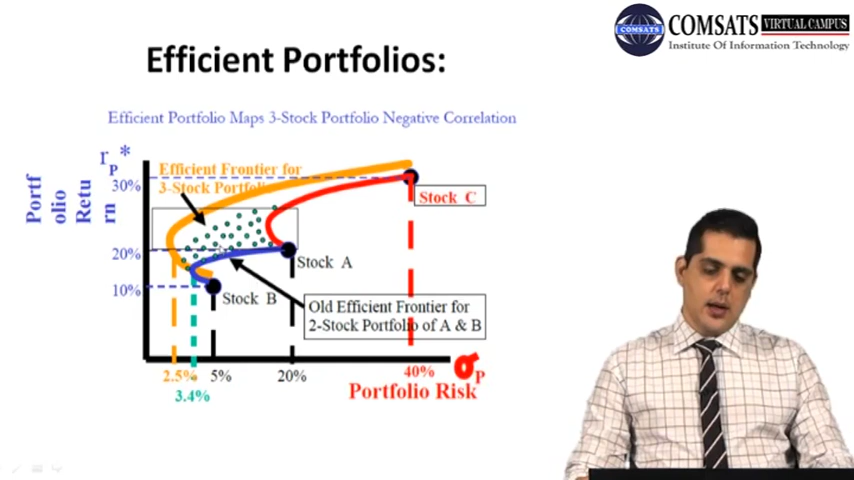 COMSATS VIRTUAL CAMPUS
COMSATS
Institute Of Information Technology
Efficient Portfolios:
Efficient Portfolio Maps 3-Stock Portfolio Negative Correlation
r_P *
Portf
olio
Retu
rn
Efficient Frontier for
3-Stock Portfolio
30%
Stock C
20%
Stock A
10%
Stock B
Old Efficient Frontier for
2-Stock Portfolio of A & B
2.5%
5%
20%
40%
σ_P
3.4%
Portfolio Risk